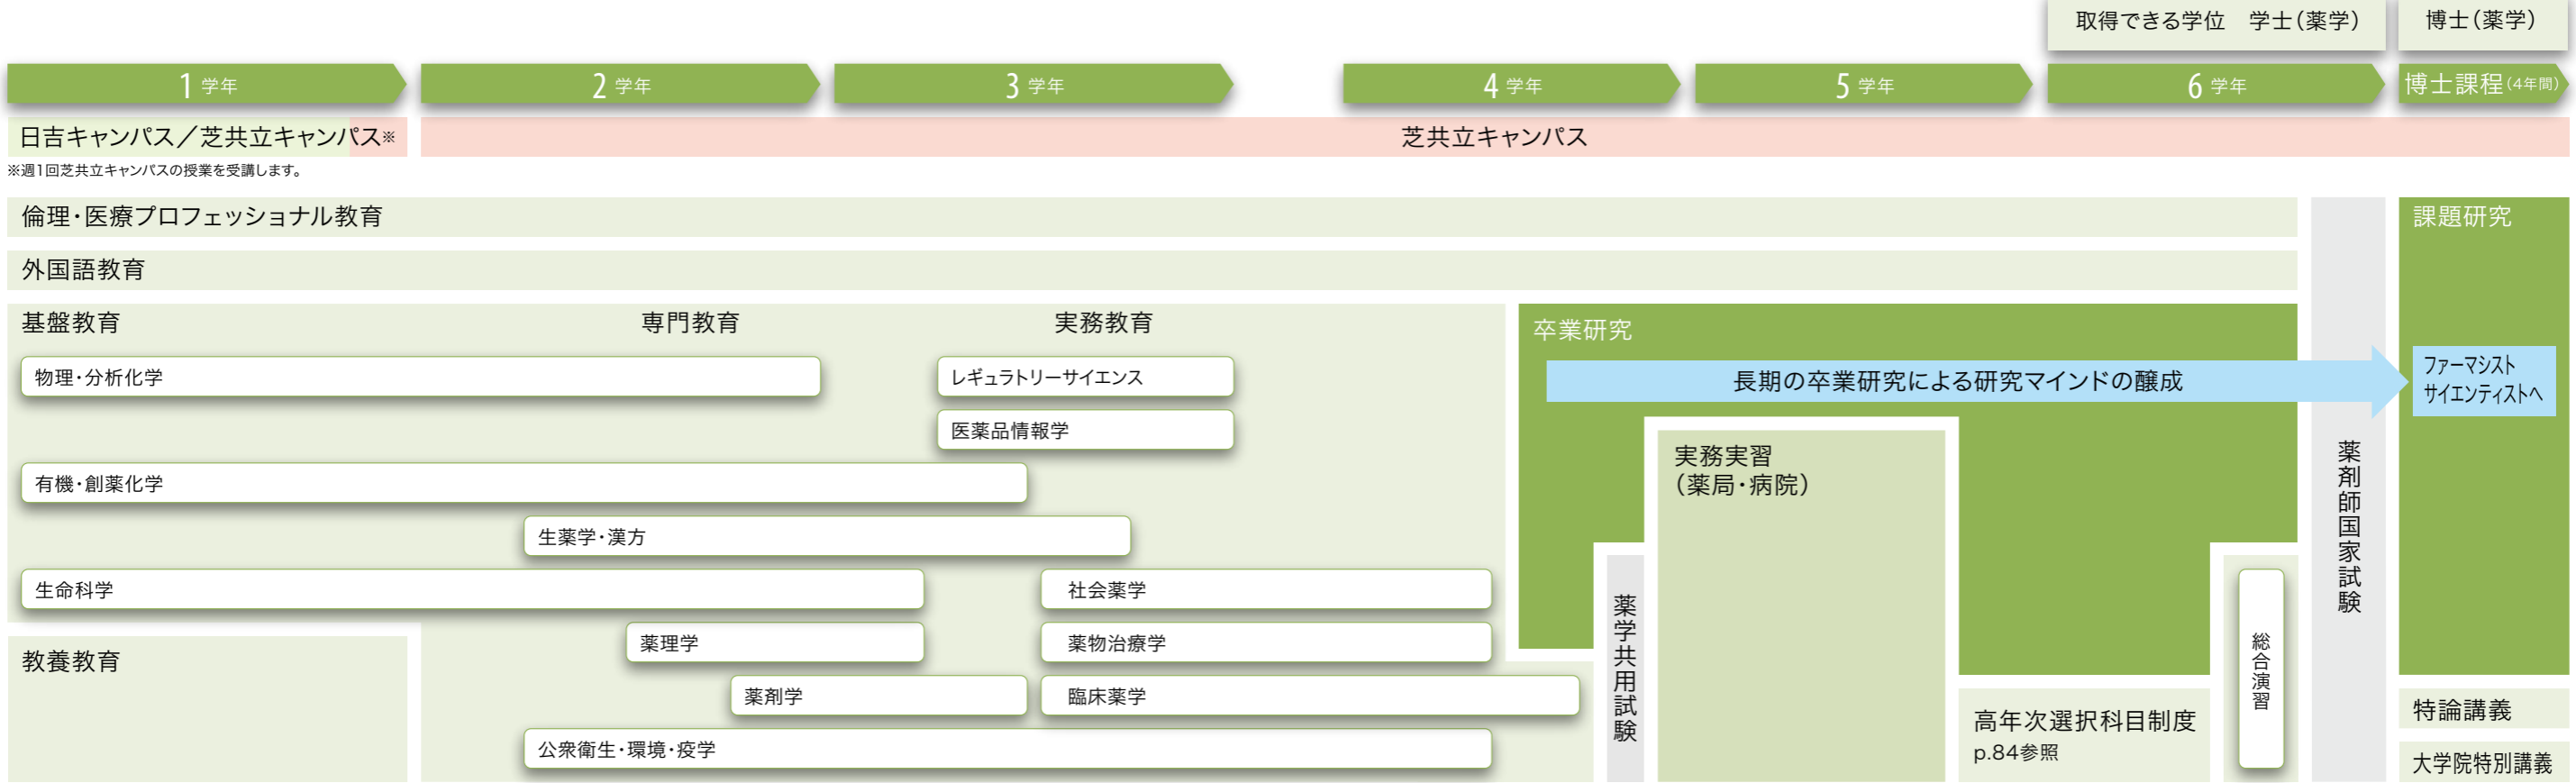 取得できる学位　学士（薬学）
博士（薬学）
1 学年
2 学年
3 学年
4 学年
5 学年
6 学年
博士課程（4年間）
日吉キャンパス／芝共立キャンパス※
芝共立キャンパス
※週1回芝共立キャンパスの授業を受講します。
倫理・医療プロフェッショナル教育
外国語教育
基盤教育
専門教育
実務教育
物理・分析化学
レギュラトリーサイエンス
医薬品情報学
有機・創薬化学
生薬学・漢方
生命科学
社会薬学
薬理学
薬物治療学
教養教育
薬剤学
臨床薬学
公衆衛生・環境・疫学
卒業研究
長期の卒業研究による研究マインドの醸成
薬学共用試験
実務実習
（薬局・病院）
高年次選択科目制度
p.84参照
総合演習
薬剤師国家試験
課題研究
ファーマシスト
サイエンティストへ
特論講義
大学院特別講義